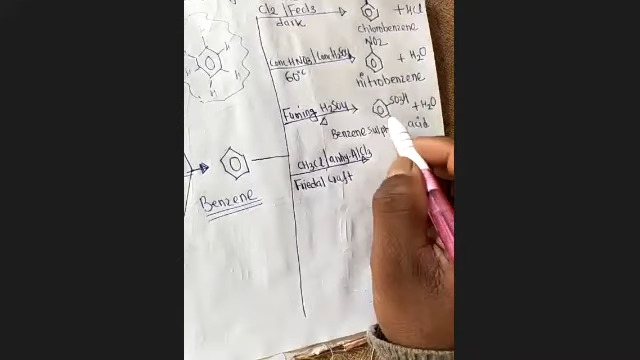 Cl2 | Fecl3
dark
+ HCl
chlorobenzene
Conc HNO3 | Conc H2SO4
60°C
NO2
+ H2O
nitrobenzene
Fuming H2SO4
Δ
SO3H
+ H2O
Benzene sulph
acid
CH3Cl | anhy. AlCl3
Friedal Craft
Benzene
H
H
H